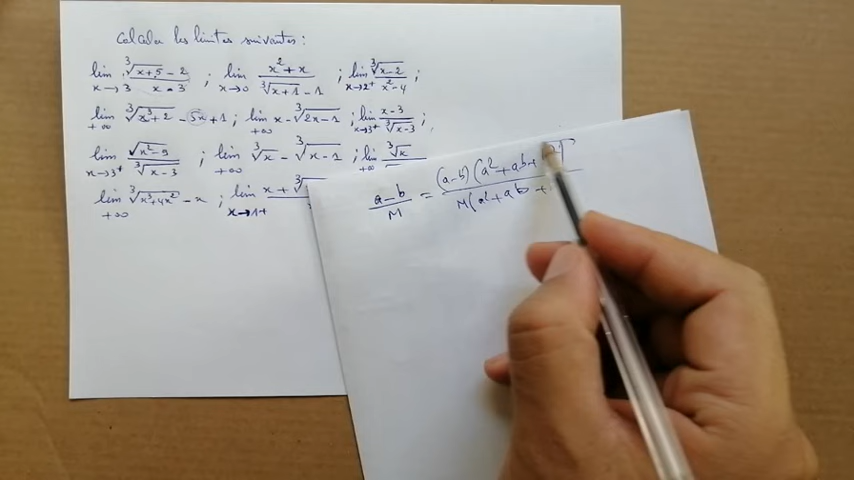 Calculer les limites suivantes :
lim x→3 ∛(x+5) - 2 / x - 3 ; lim x→0 x² + x / ∛(x+1) - 1 ; lim x→2⁺ ∛(x-2) / x²-4 ;
lim +∞ ∛(x³+2) - 5x + 1 ; lim +∞ x - ∛(2x-1) ; lim x→3⁺ x-3 / ∛(x-3) ;
lim x→3⁺ √(x²-9) / ∛(x-3) ; lim +∞ ∛x - ∛(x-1) ; lim +∞ ∛x
lim +∞ ∛(x³+4x²) - x ; lim x→1+ x + ∛
a-b / M = (a-b)(a²+ab+ / M(a²+ab +